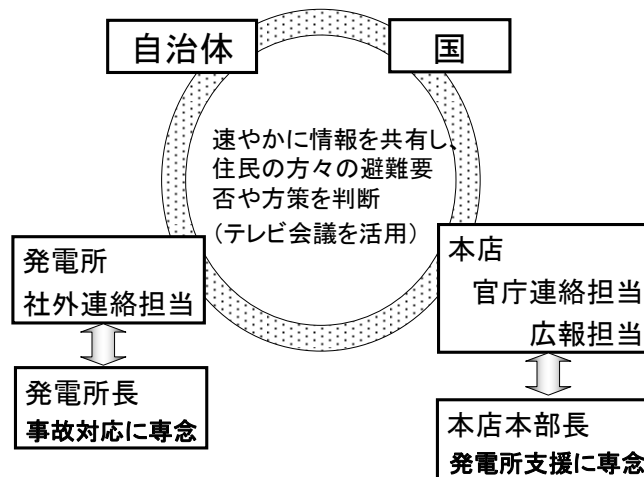 自治体
国
速やかに情報を共有し、
住民の方々の避難要
否や方策を判断
(テレビ会議を活用)
発電所
社外連絡担当
本店
官庁連絡担当
広報担当
発電所長
事故対応に専念
本店本部長
発電所支援に専念